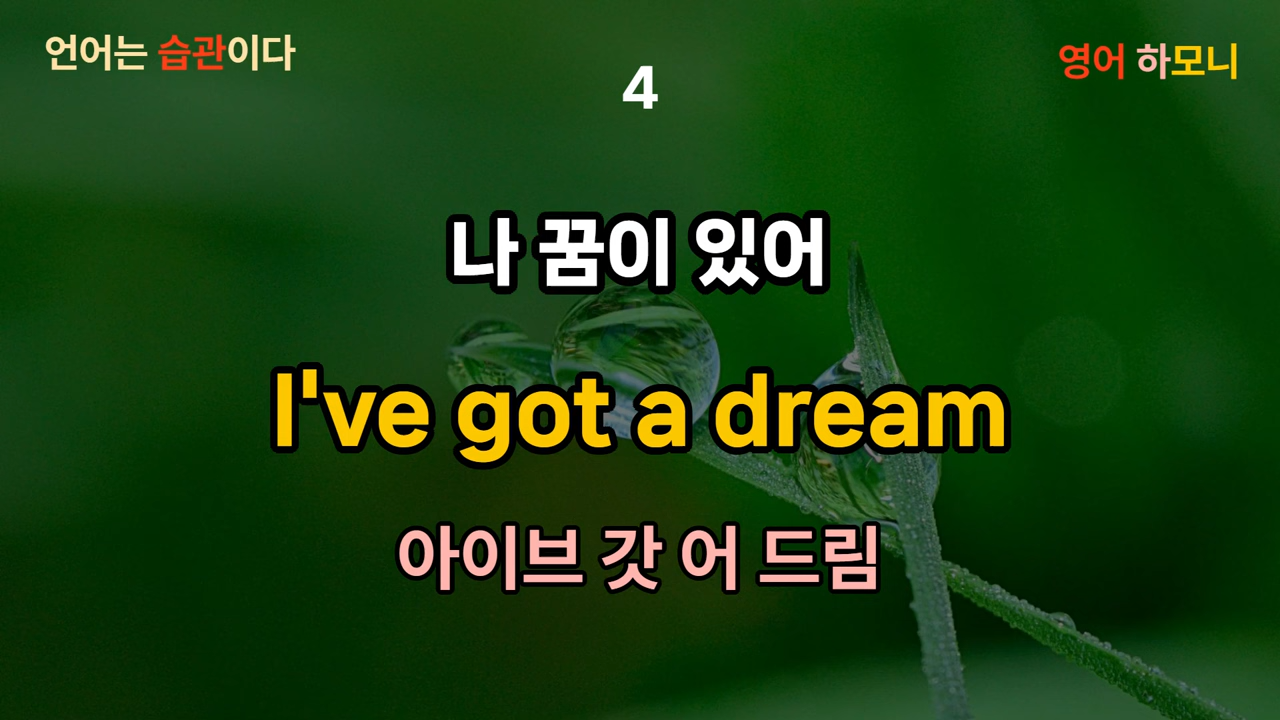 언어는 습관이다
영어 하모니
4
나 꿈이 있어
I've got a dream
아이브 갓 어 드림